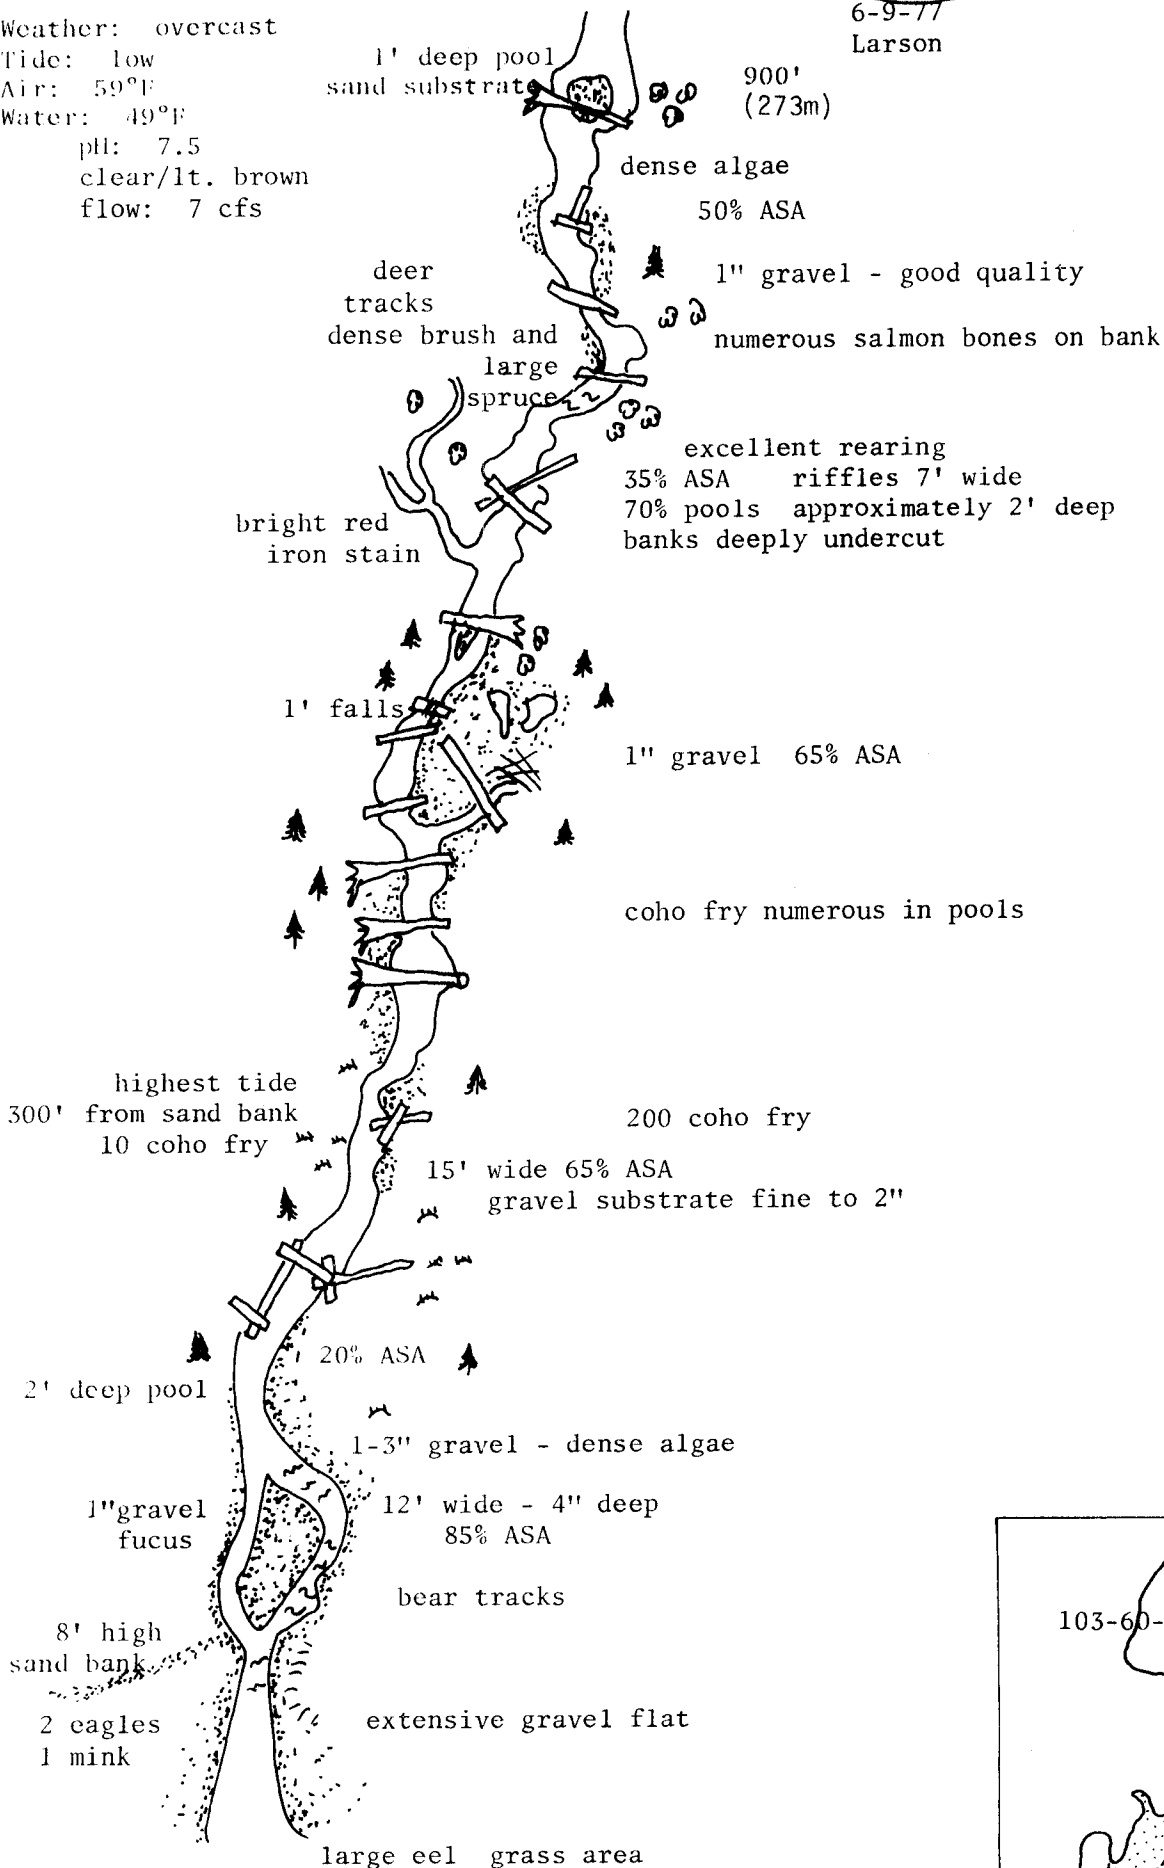 Weather: overcast
Tide: low
Air: 59°F
Water: 49°F
pH: 7.5
clear/lt. brown
flow: 7 cfs
6-9-77
Larson
1' deep pool
sand substrate
900'
(273m)
dense algae
50% ASA
deer
tracks
1" gravel - good quality
dense brush and
large
spruce
numerous salmon bones on bank
excellent rearing
35% ASA riffles 7' wide
70% pools approximately 2' deep
banks deeply undercut
bright red
iron stain
1' falls
1" gravel 65% ASA
coho fry numerous in pools
highest tide
300' from sand bank
10 coho fry
200 coho fry
15' wide 65% ASA
gravel substrate fine to 2"
20% ASA
2' deep pool
1-3" gravel - dense algae
1"gravel
fucus
12' wide - 4" deep
85% ASA
bear tracks
8' high
sand bank
103-60-
2 eagles
1 mink
extensive gravel flat
large eel grass area